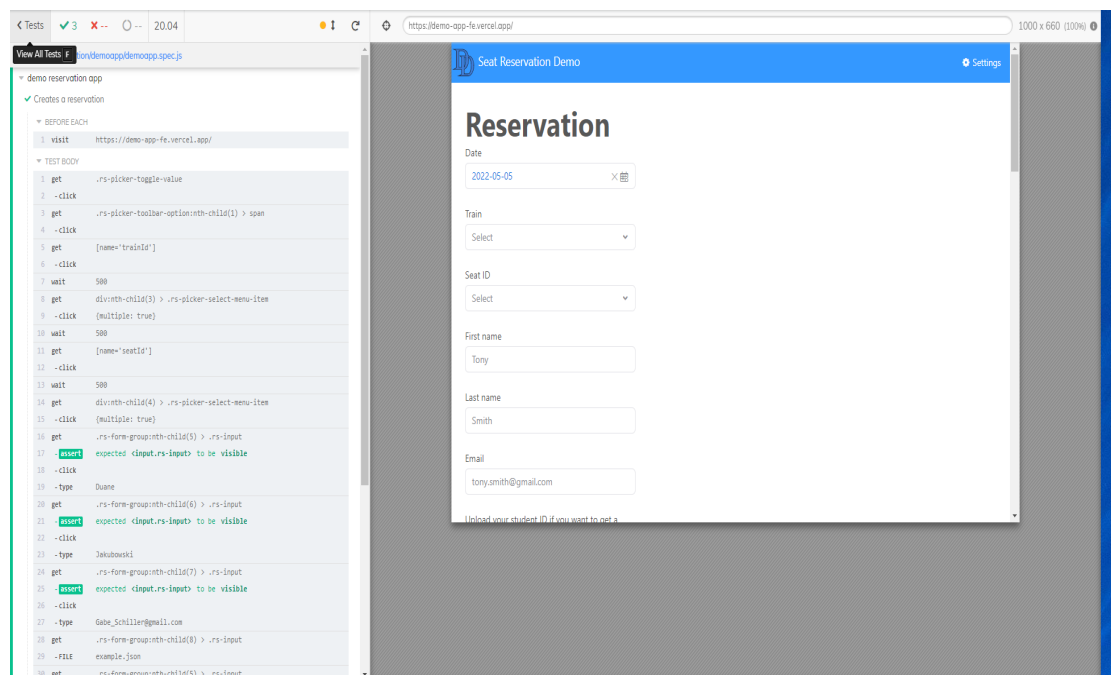 Tests 3 -- -- 20.04
https://demo-app-fe.vercel.app/ 1000 x 660 (100%)
View All Tests F tion/demoapp/demoapp.spec.js
demo reservation app
Creates a reservation
BEFORE EACH
1 visit https://demo-app-fe.vercel.app/
TEST BODY
1 get .rs-picker-toggle-value
2 -click
3 get .rs-picker-toolbar-option:nth-child(1) > span
4 -click
5 get [name='trainId']
6 -click
7 wait 500
8 get div:nth-child(3) > .rs-picker-select-menu-item
9 -click {multiple: true}
10 wait 500
11 get [name='seatId']
12 -click
13 wait 500
14 get div:nth-child(4) > .rs-picker-select-menu-item
15 -click {multiple: true}
16 get .rs-form-group:nth-child(5) > .rs-input
17 -assert expected <input.rs-input> to be visible
18 -click
19 -type Duane
20 get .rs-form-group:nth-child(6) > .rs-input
21 -assert expected <input.rs-input> to be visible
22 -click
23 -type Jakubowski
24 get .rs-form-group:nth-child(7) > .rs-input
25 -assert expected <input.rs-input> to be visible
26 -click
27 -type Gabe_Schiller@gmail.com
28 get .rs-form-group:nth-child(8) > .rs-input
29 -FILE example.json
30 get .rs-form-group:nth-child(5) > .rs-input
DD Seat Reservation Demo Settings
Reservation
Date
2022-05-05
Train
Select
Seat ID
Select
First name
Tony
Last name
Smith
Email
tony.smith@gmail.com
Upload your student ID if you want to get a